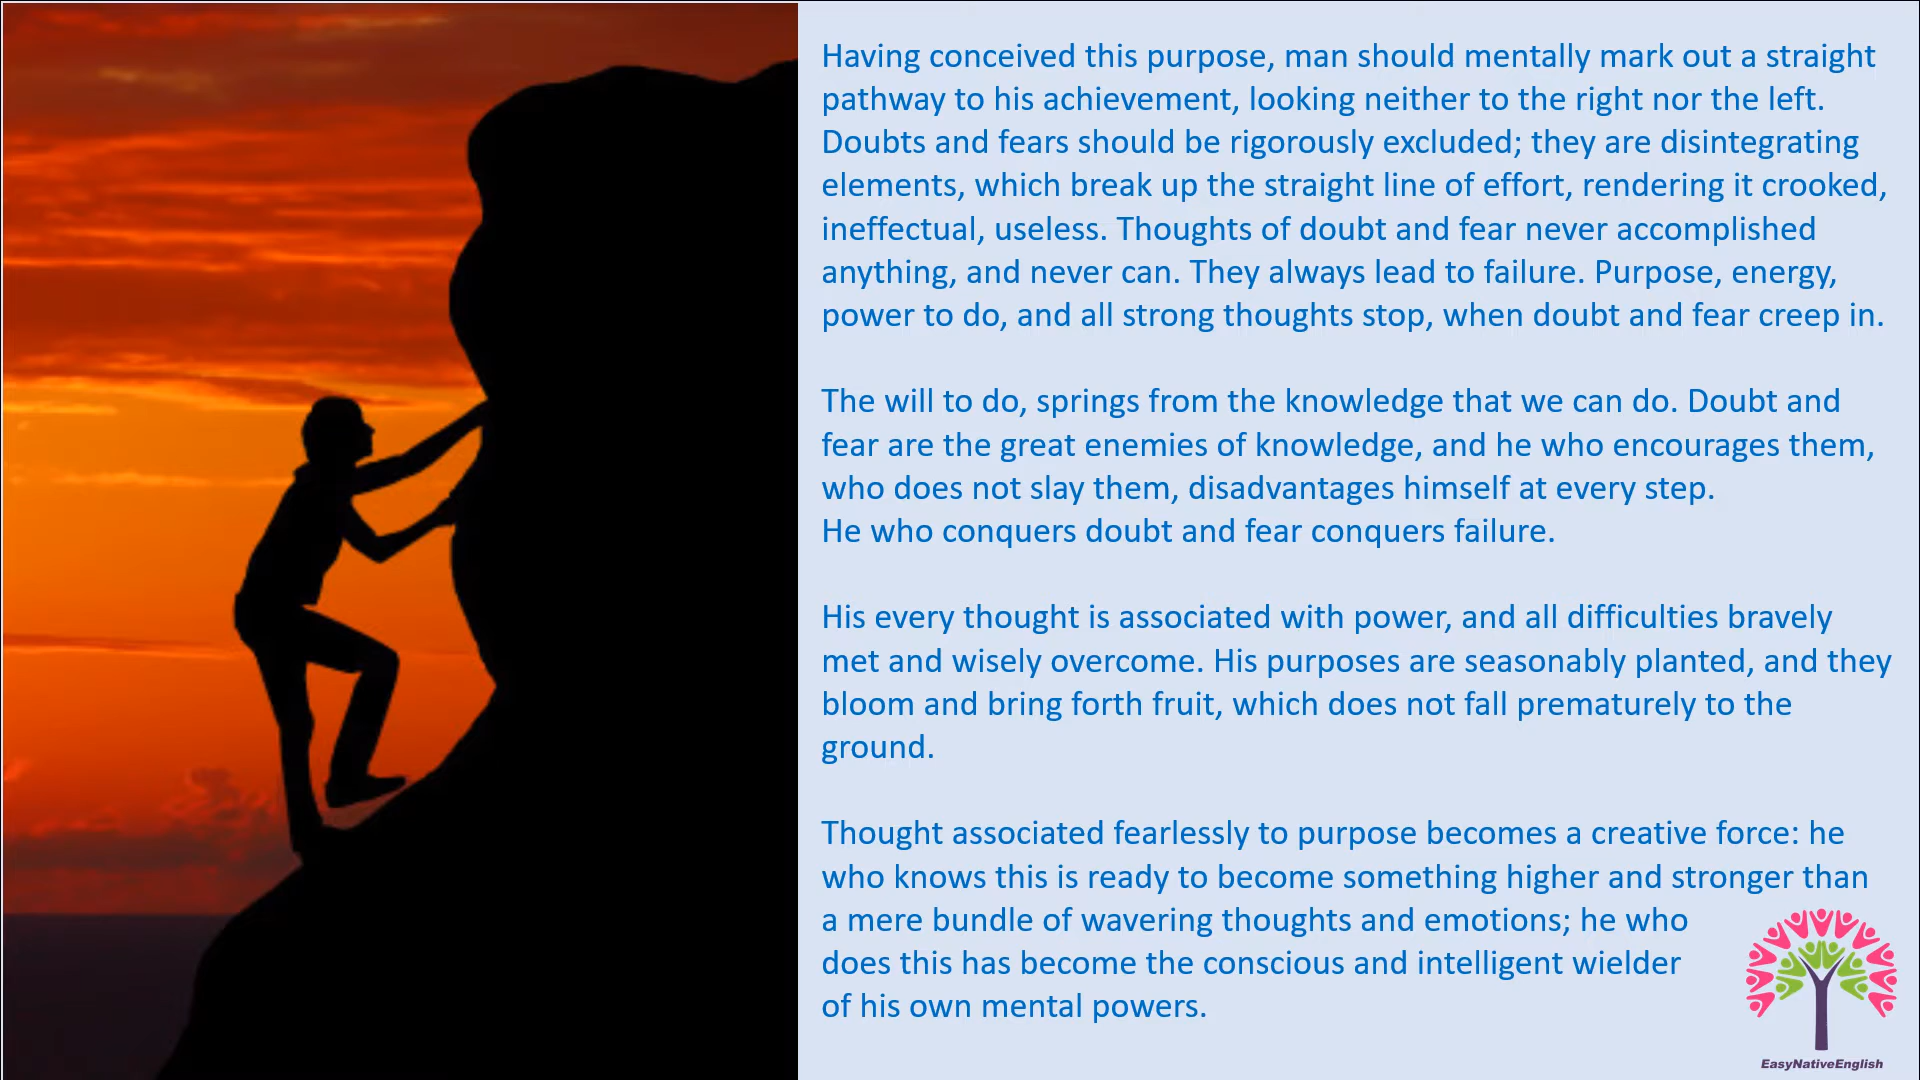 Having conceived this purpose, man should mentally mark out a straight
pathway to his achievement, looking neither to the right nor the left.
Doubts and fears should be rigorously excluded; they are disintegrating
elements, which break up the straight line of effort, rendering it crooked,
ineffectual, useless. Thoughts of doubt and fear never accomplished
anything, and never can. They always lead to failure. Purpose, energy,
power to do, and all strong thoughts stop, when doubt and fear creep in.
The will to do, springs from the knowledge that we can do. Doubt and
fear are the great enemies of knowledge, and he who encourages them,
who does not slay them, disadvantages himself at every step.
He who conquers doubt and fear conquers failure.
His every thought is associated with power, and all difficulties bravely
met and wisely overcome. His purposes are seasonably planted, and they
bloom and bring forth fruit, which does not fall prematurely to the
ground.
Thought associated fearlessly to purpose becomes a creative force: he
who knows this is ready to become something higher and stronger than
a mere bundle of wavering thoughts and emotions; he who
does this has become the conscious and intelligent wielder
of his own mental powers.
EasyNativeEnglish